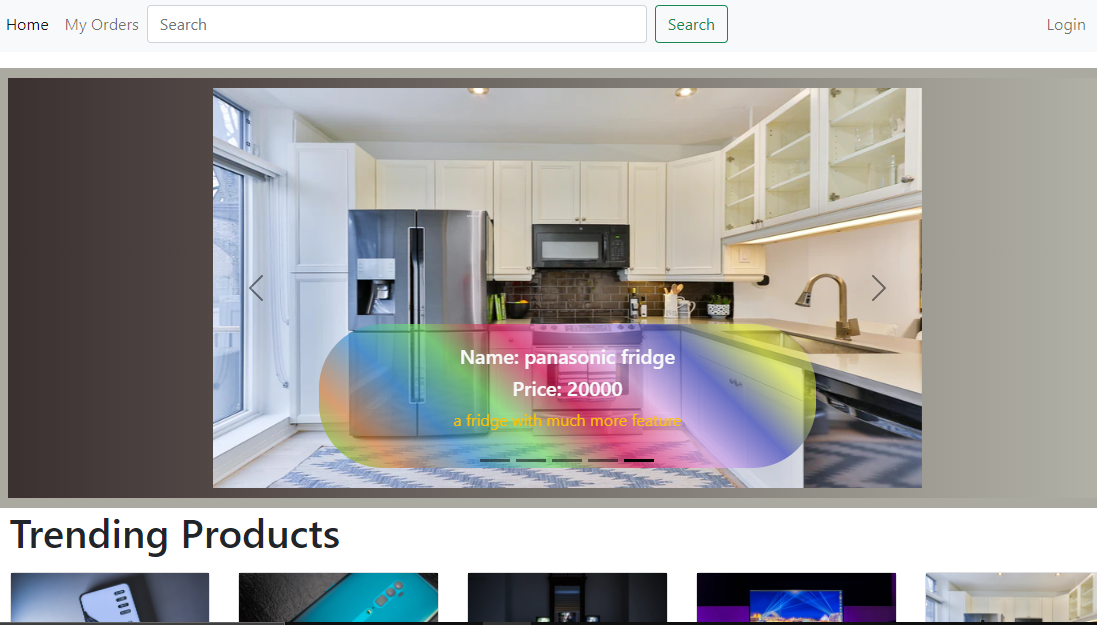 Home My Orders Search Search Login
Name: panasonic fridge
Price: 20000
a fridge with much more feature
Trending Products